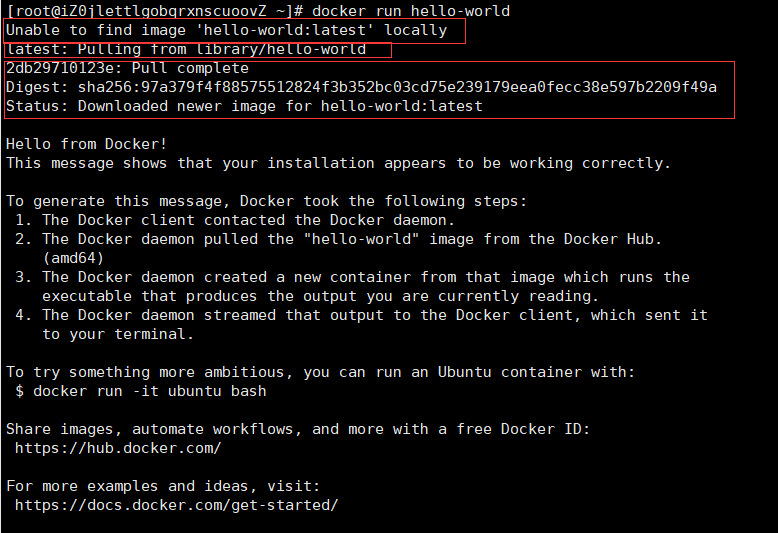 [root@iZ0jlettlgobqrxnscuoovZ ~]# docker run hello-world
Unable to find image 'hello-world:latest' locally
latest: Pulling from library/hello-world
2db29710123e: Pull complete
Digest: sha256:97a379f4f88575512824f3b352bc03cd75e239179eea0fecc38e597b2209f49a
Status: Downloaded newer image for hello-world:latest
Hello from Docker!
This message shows that your installation appears to be working correctly.
To generate this message, Docker took the following steps:
1. The Docker client contacted the Docker daemon.
2. The Docker daemon pulled the "hello-world" image from the Docker Hub.
(amd64)
3. The Docker daemon created a new container from that image which runs the
executable that produces the output you are currently reading.
4. The Docker daemon streamed that output to the Docker client, which sent it
to your terminal.
To try something more ambitious, you can run an Ubuntu container with:
$ docker run -it ubuntu bash
Share images, automate workflows, and more with a free Docker ID:
https://hub.docker.com/
For more examples and ideas, visit:
https://docs.docker.com/get-started/